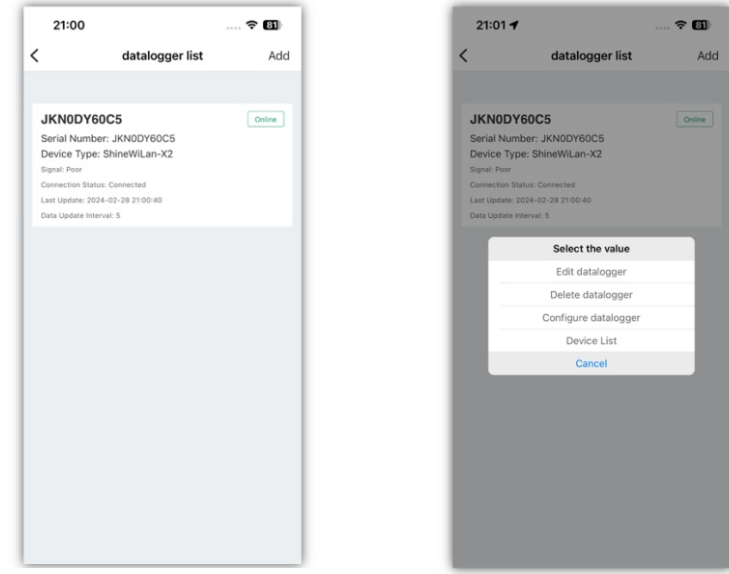 21:00
81
datalogger list
Add
JKN0DY60C5
Online
Serial Number: JKN0DY60C5
Device Type: ShineWiLan-X2
Signal: Poor
Connection Status: Connected
Last Update: 2024-02-28 21:00:40
Data Update Interval: 5
21:01
81
datalogger list
Add
JKN0DY60C5
Online
Serial Number: JKN0DY60C5
Device Type: ShineWiLan-X2
Signal: Poor
Connection Status: Connected
Last Update: 2024-02-28 21:00:40
Data Update Interval: 5
Select the value
Edit datalogger
Delete datalogger
Configure datalogger
Device List
Cancel